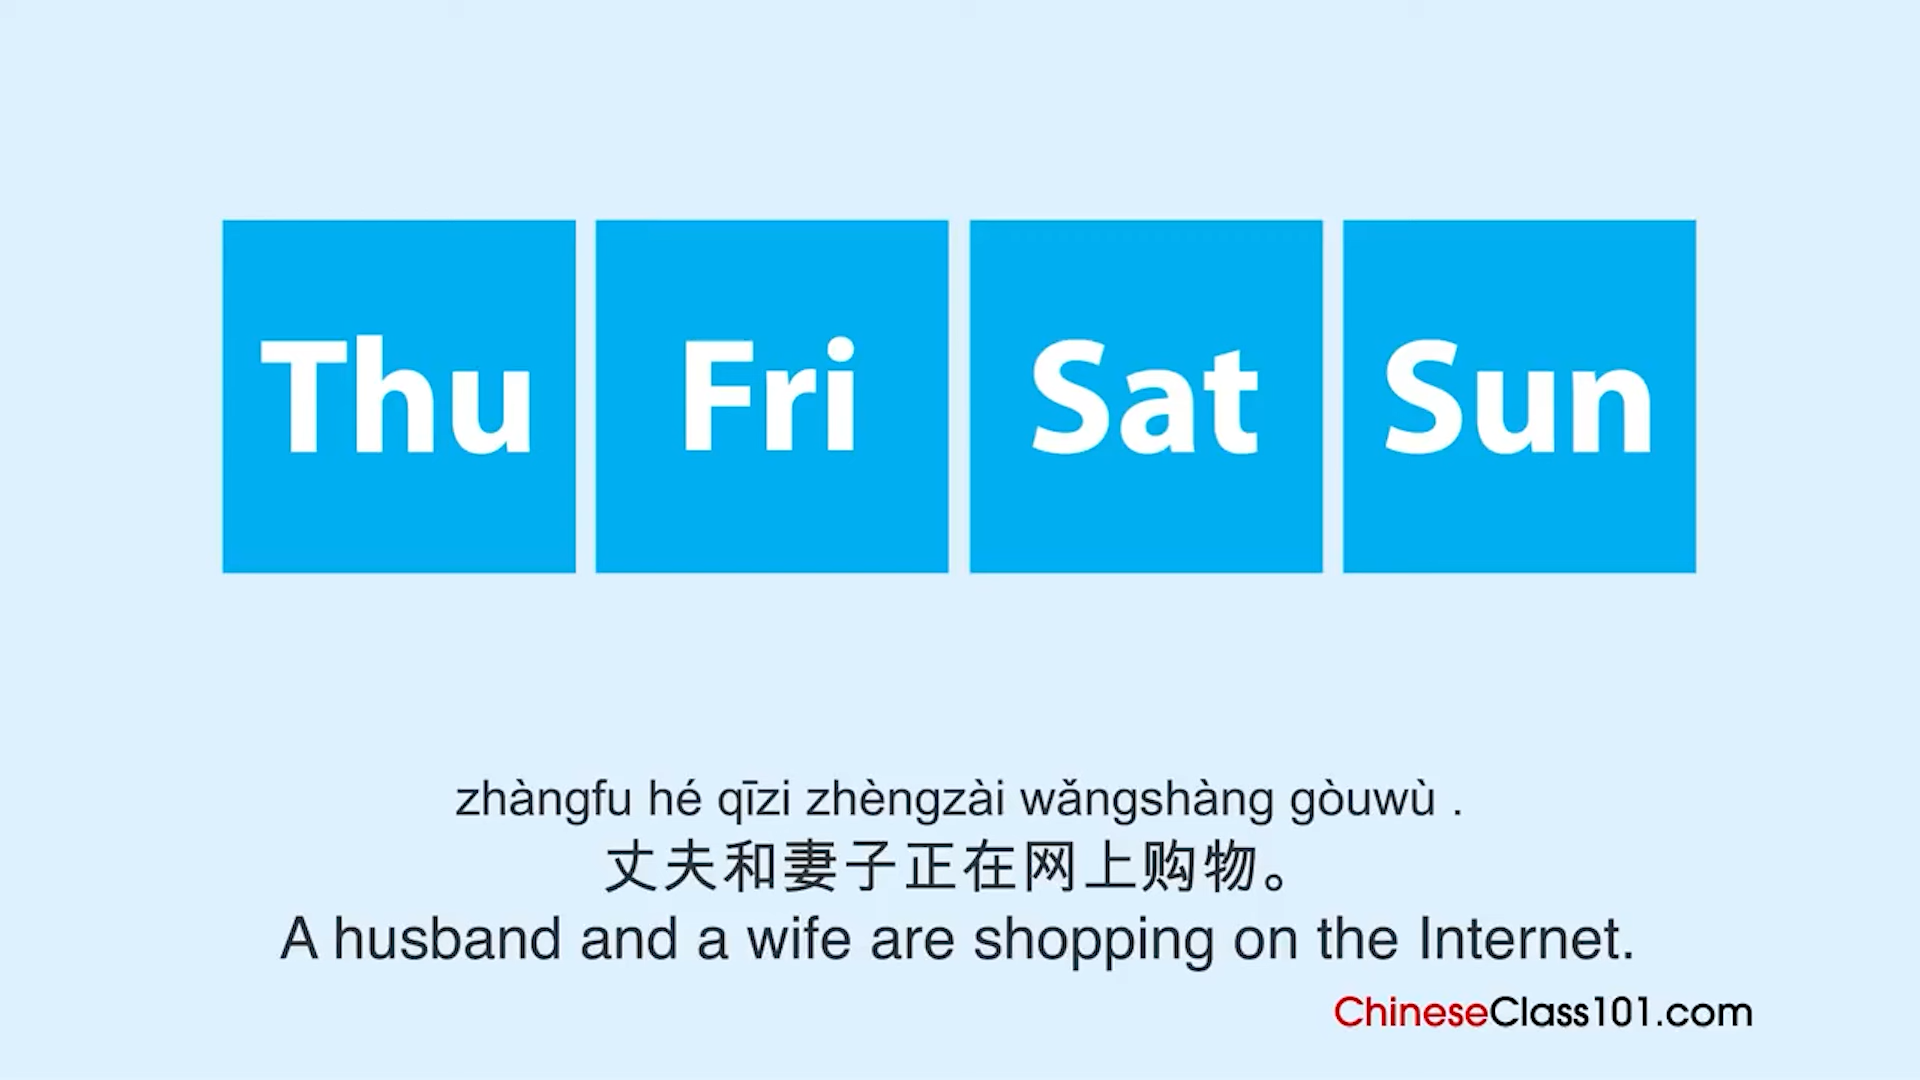 Thu Fri Sat Sun
zhàngfu hé qīzi zhèngzài wǎngshàng gòuwù .
丈夫和妻子正在网上购物。
A husband and a wife are shopping on the Internet.
ChineseClass101.com